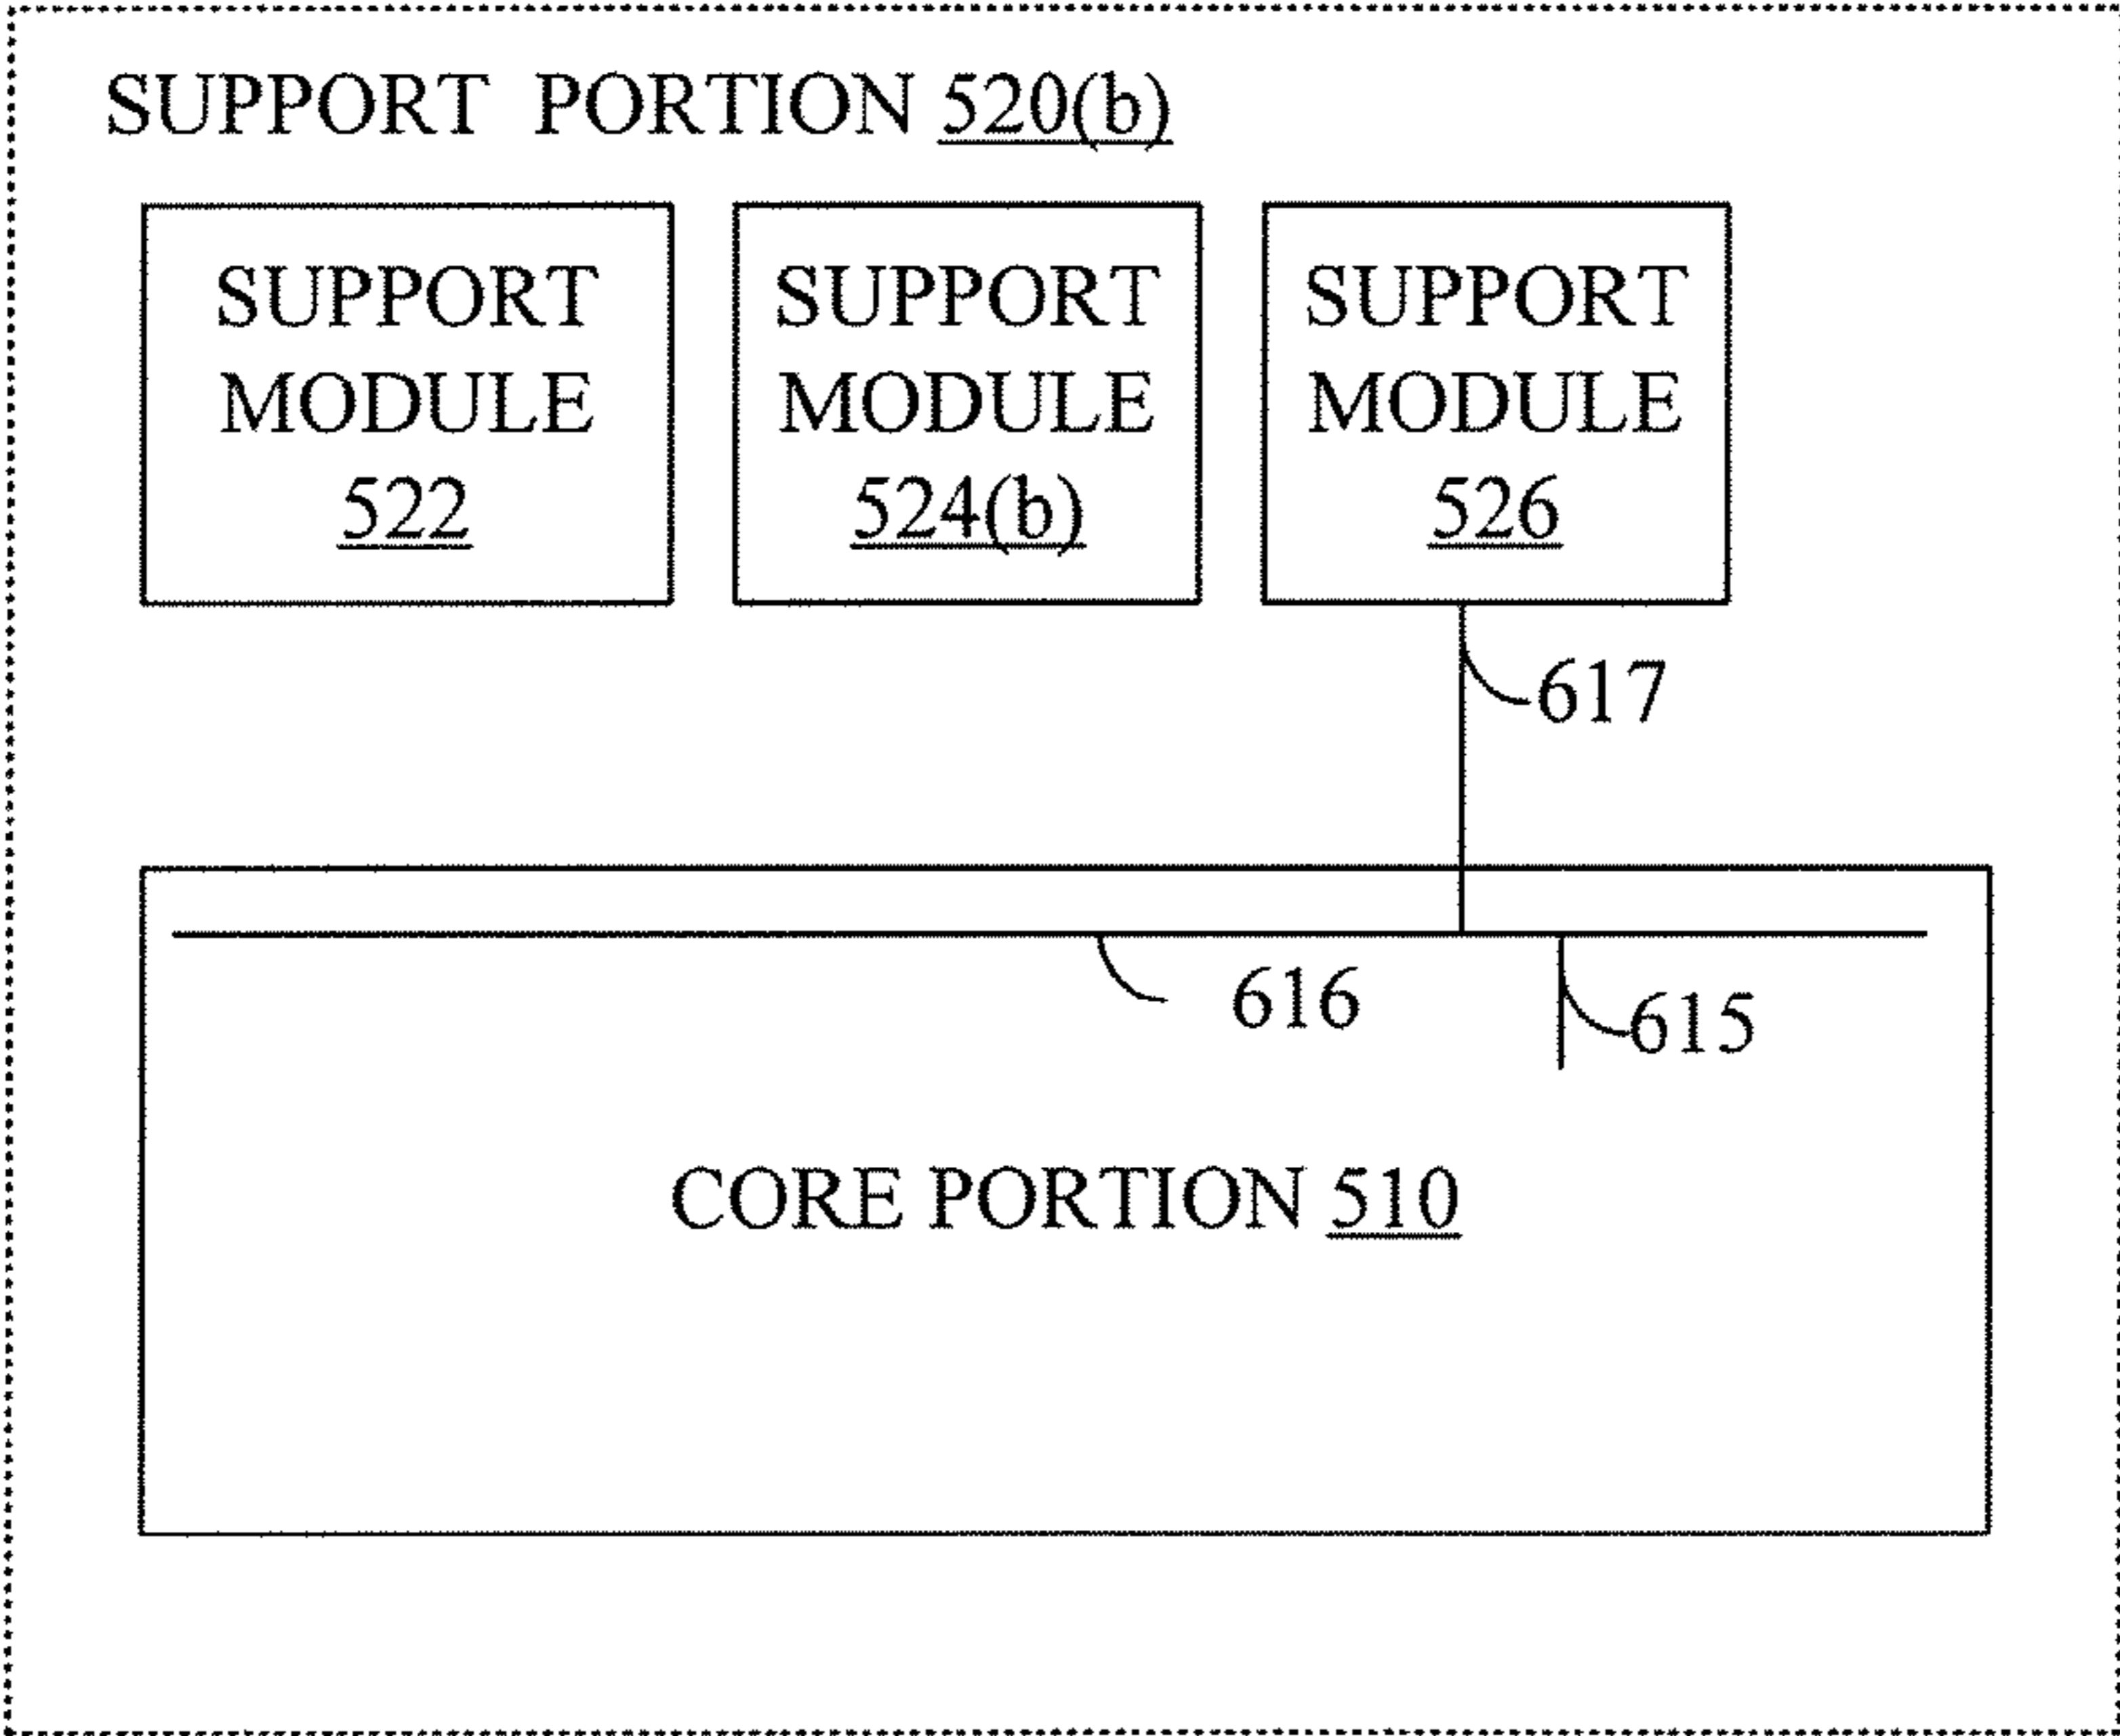 SUPPORT PORTION 520(b)
SUPPORT
MODULE
522
SUPPORT
MODULE
524(b)
SUPPORT
MODULE
526
617
616
615
CORE PORTION 510